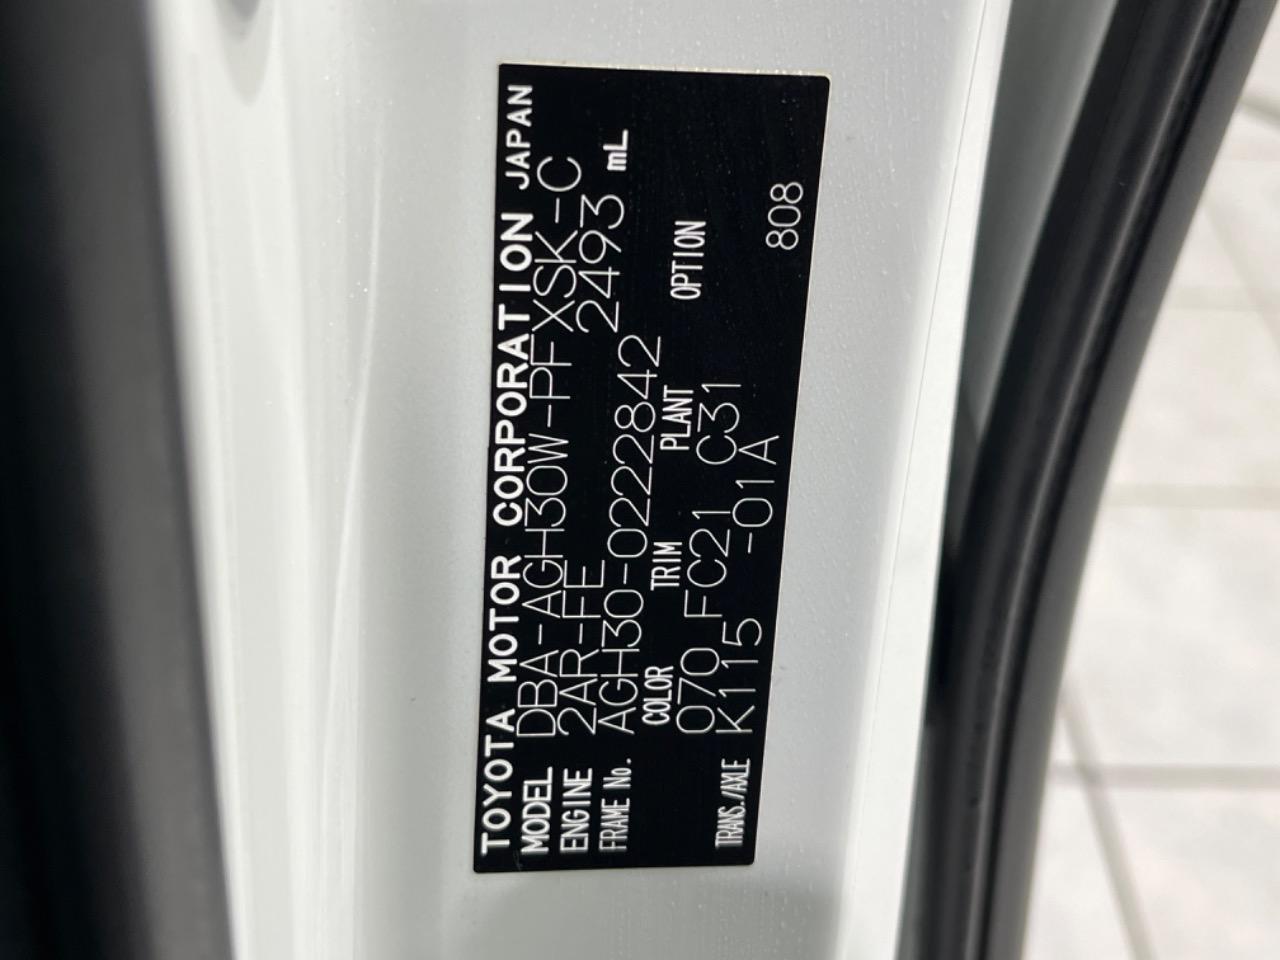 TOYOTA MOTOR CORPORATION JAPAN
MODEL DBA-AGH30W-PFXSK-C
ENGINE 2AR-FE 2493 mL
FRAME No. AGH30-0222842
COLOR TRIM PLANT OPTION
070 FC21 C31
TRANS./AXLE K115 -01A
808